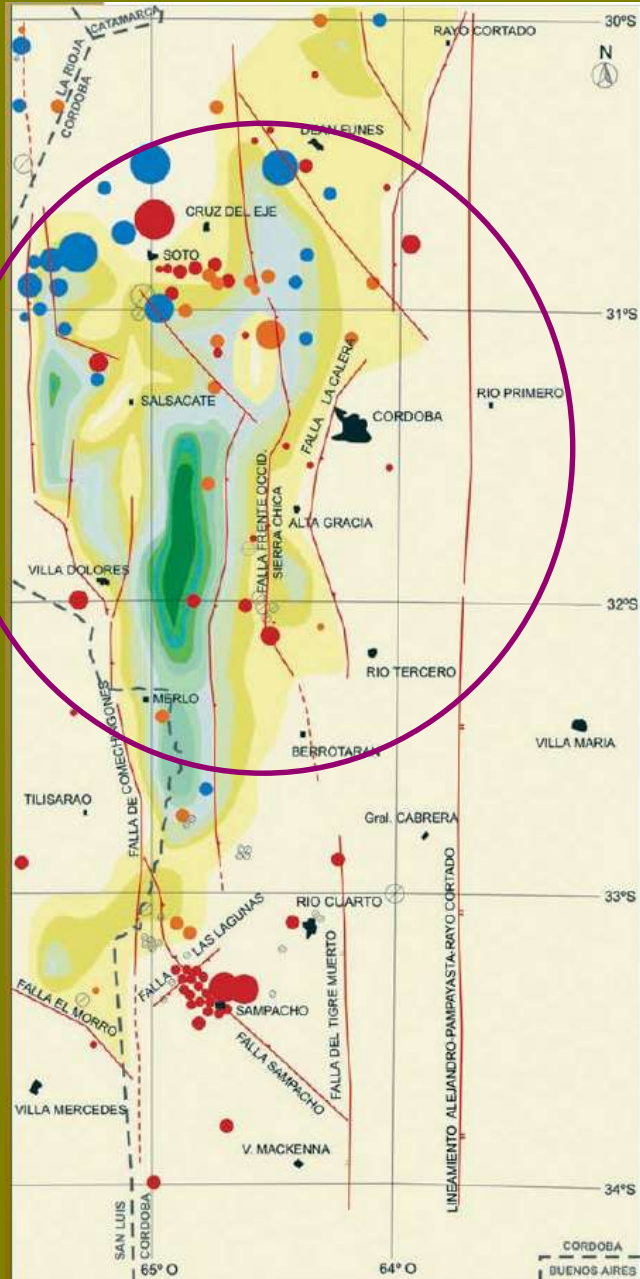 CATAMARCA
30°S
LA RIOJA
CORDOBA
RAYO CORTADO
N
DEAN FUNES
CRUZ DEL EJE
SOTO
31°S
FALLA LA CALERA
SALSACATE
CORDOBA
RIO PRIMERO
FALLA FRENTE OCCID.
SIERRA CHICA
ALTA GRACIA
VILLA DOLORES
32°S
RIO TERCERO
MERLO
FALLA DE COMECHINGONES
BERROTARAN
VILLA MARIA
TILISARAO
Gral. CABRERA
33°S
RIO CUARTO
FALLA LAS LAGUNAS
SAMPACHO
FALLA EL MORRO
FALLA SAMPACHO
FALLA DEL TIGRE MUERTO
LINEAMIENTO ALEJANDRO-PAMPAYASTA-RAYO CORTADO
VILLA MERCEDES
V. MACKENNA
34°S
SAN LUIS
CORDOBA
CORDOBA
BUENOS AIRES
65° O
64° O